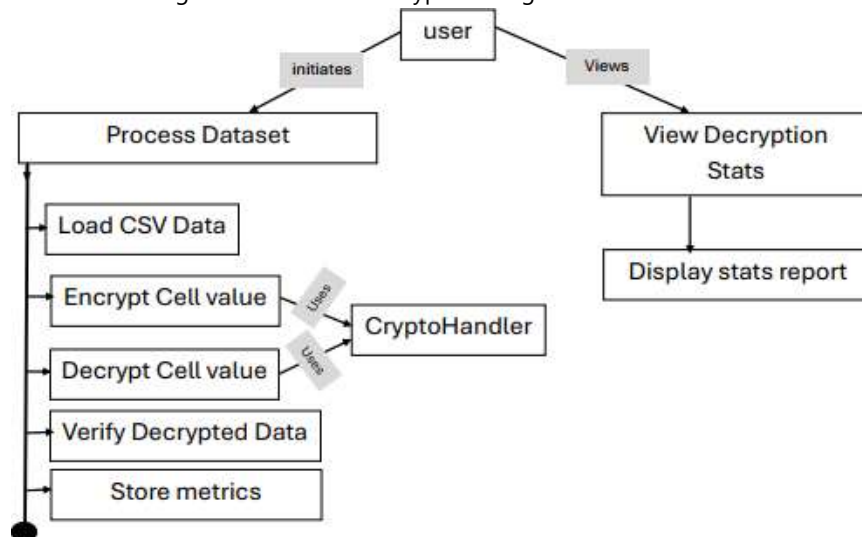 user
initiates
Views
Process Dataset
View Decryption
Stats
Load CSV Data
Display stats report
Encrypt Cell value
Uses
CryptoHandler
Uses
Decrypt Cell value
Verify Decrypted Data
Store metrics